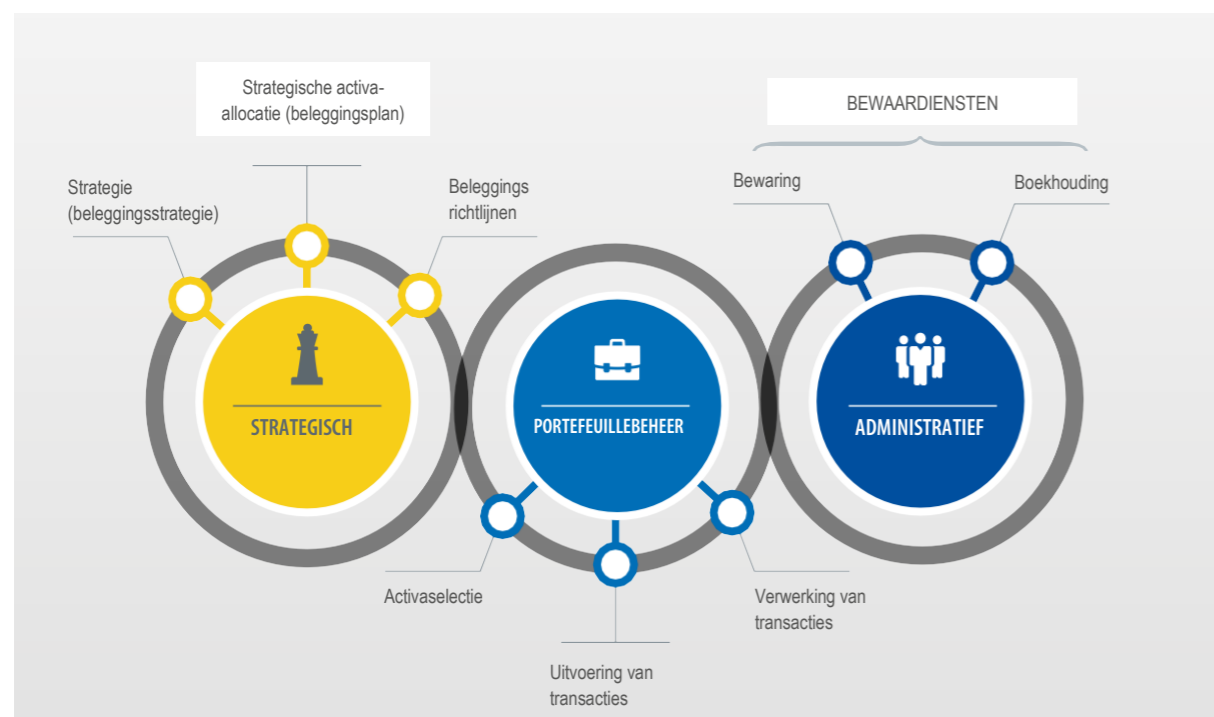 Strategische activa-
allocatie (beleggingsplan)
BEWAARDIENSTEN
Strategie
(beleggingsstrategie)
Beleggings
richtlijnen
Bewaring
Boekhouding
STRATEGISCH
PORTEFEUILLEBEHEER
ADMINISTRATIEF
Activaselectie
Uitvoering van
transacties
Verwerking van
transacties